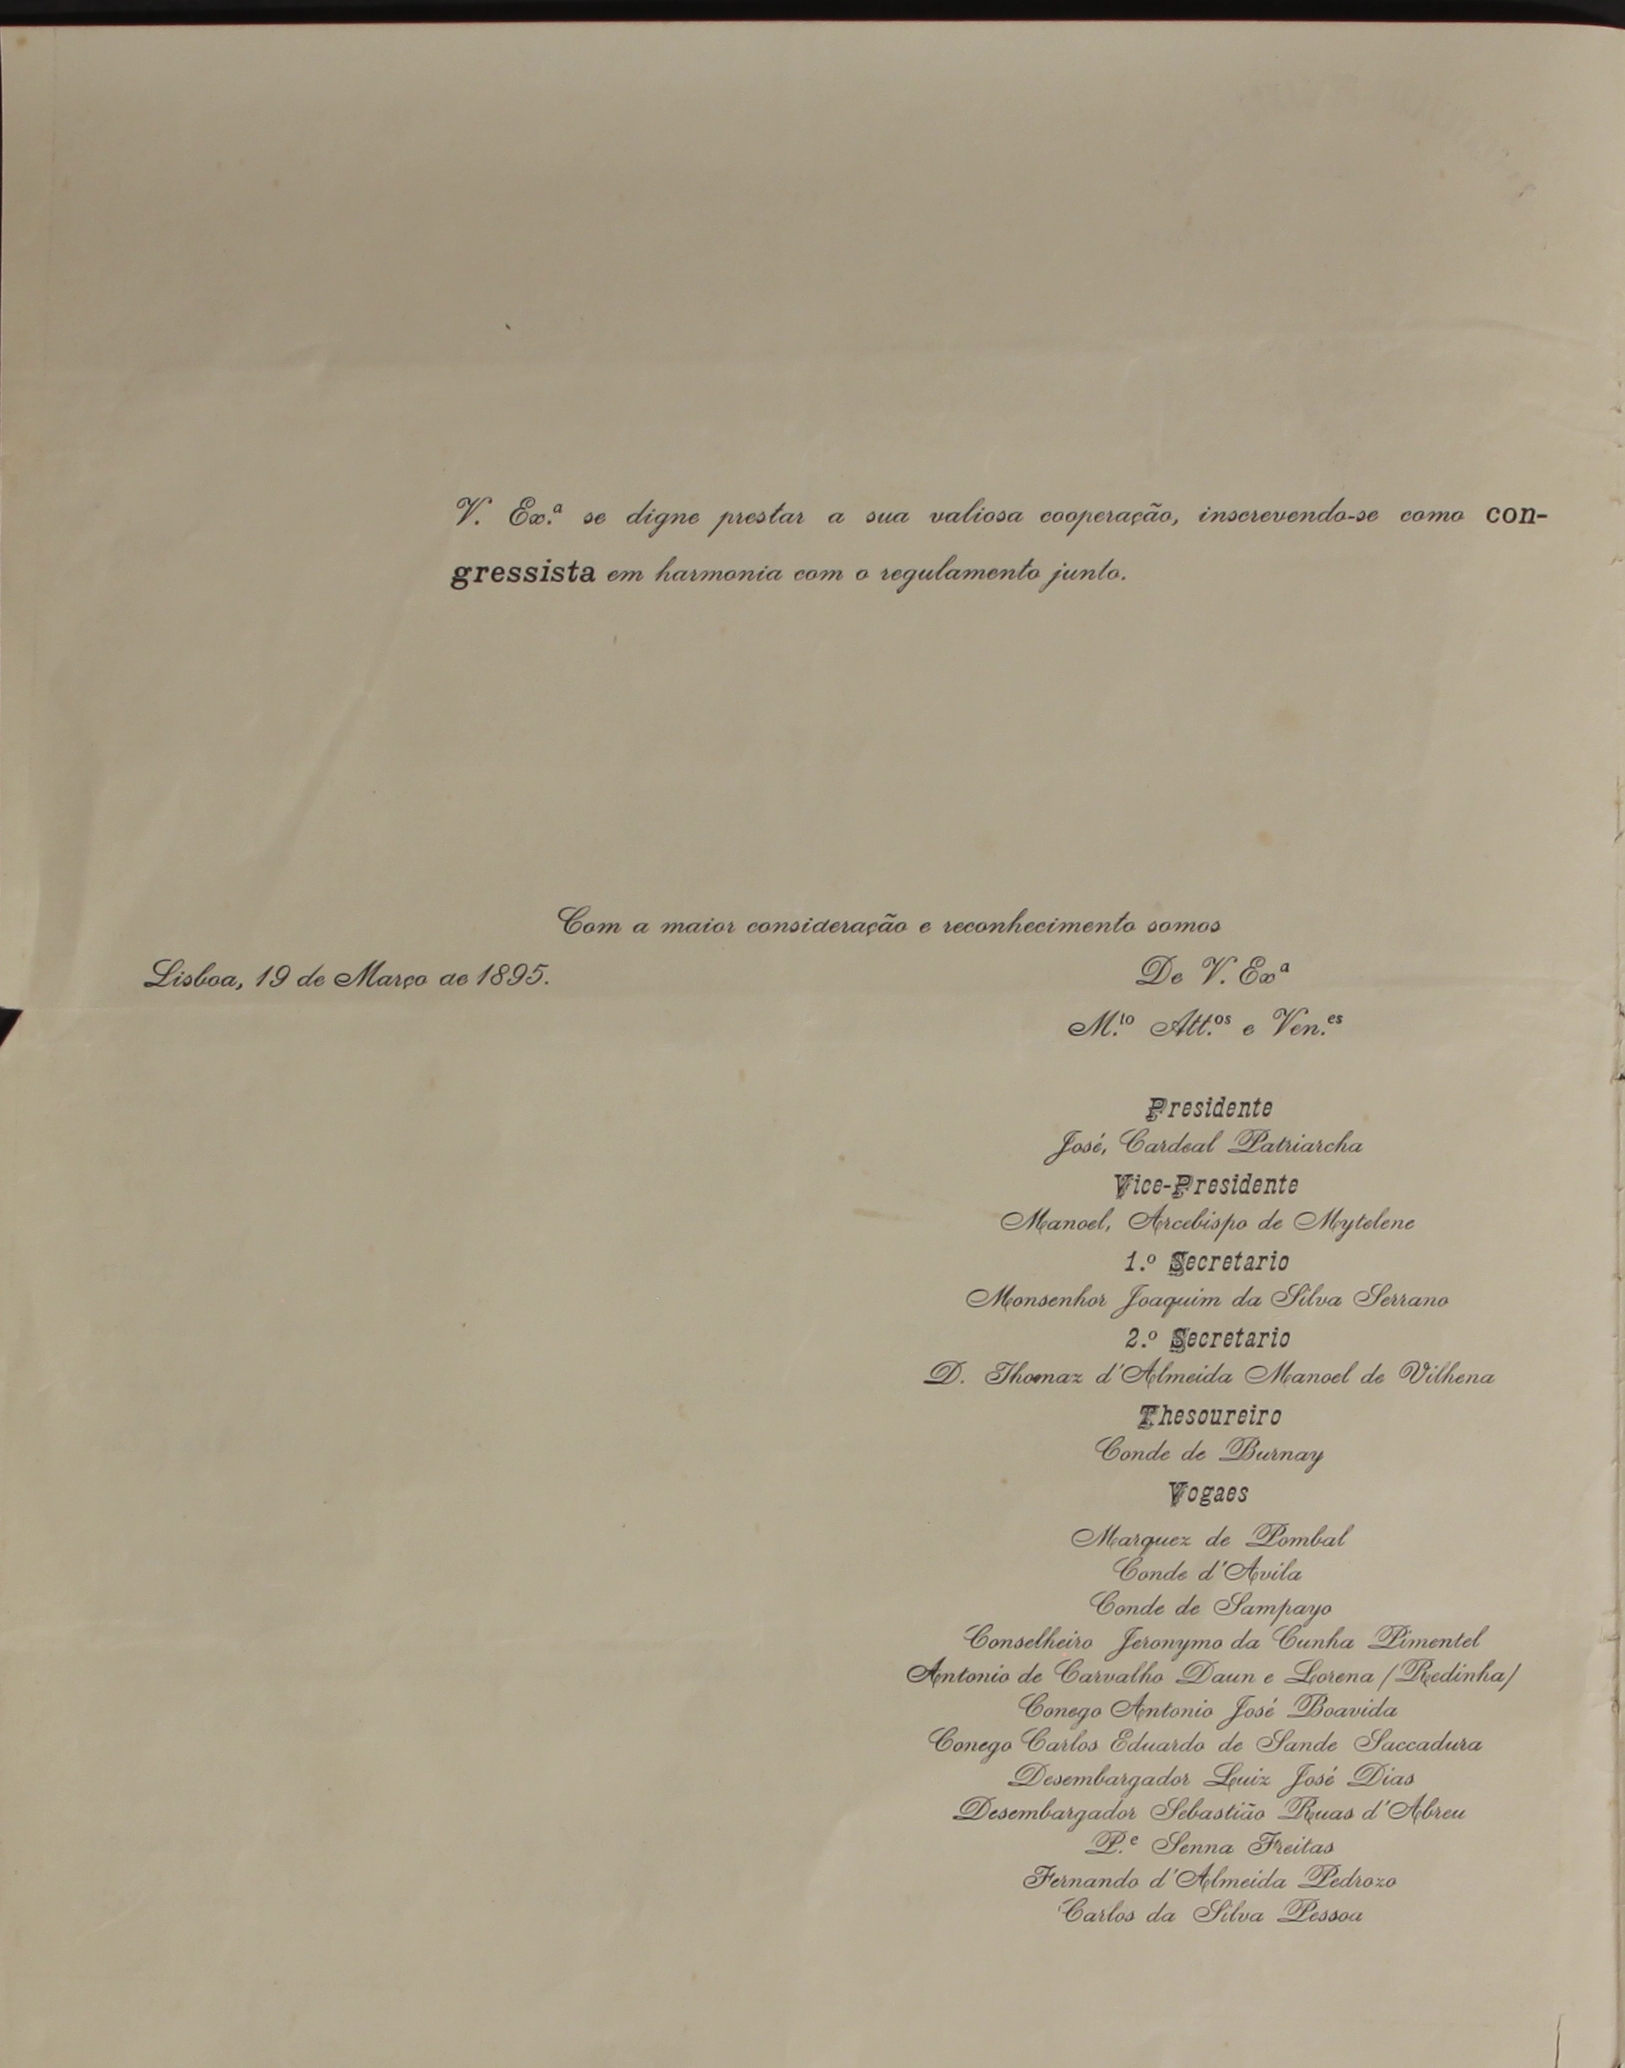 V. Ex.ª se digne prestar a sua valiosa cooperação, inscrevendo-se como con-
gressista em harmonia com o regulamento junto.
Com a maior consideração e reconhecimento somos
Lisboa, 19 de Março de 1895.
De V. Exª
M.to Att.os e Ven.es
Presidente
José, Cardeal Patriarcha
Vice-Presidente
Manoel, Arcebispo de Mytelene
1.º Secretario
Monsenhor Joaquim da Silva Serrano
2.º Secretario
D. Thomaz d'Almeida Manoel de Vilhena
Thesoureiro
Conde de Burnay
Vogaes
Marquez de Pombal
Conde d'Avila
Conde de Sampayo
Conselheiro Jeronymo da Cunha Pimentel
Antonio de Carvalho Daun e Lorena (Redinha)
Conego Antonio José Boavida
Conego Carlos Eduardo de Sande Saccadura
Desembargador Luiz José Dias
Desembargador Sebastião Ruas d'Abreu
P.e Senna Freitas
Fernando d'Almeida Pedrozo
Carlos da Silva Pessoa